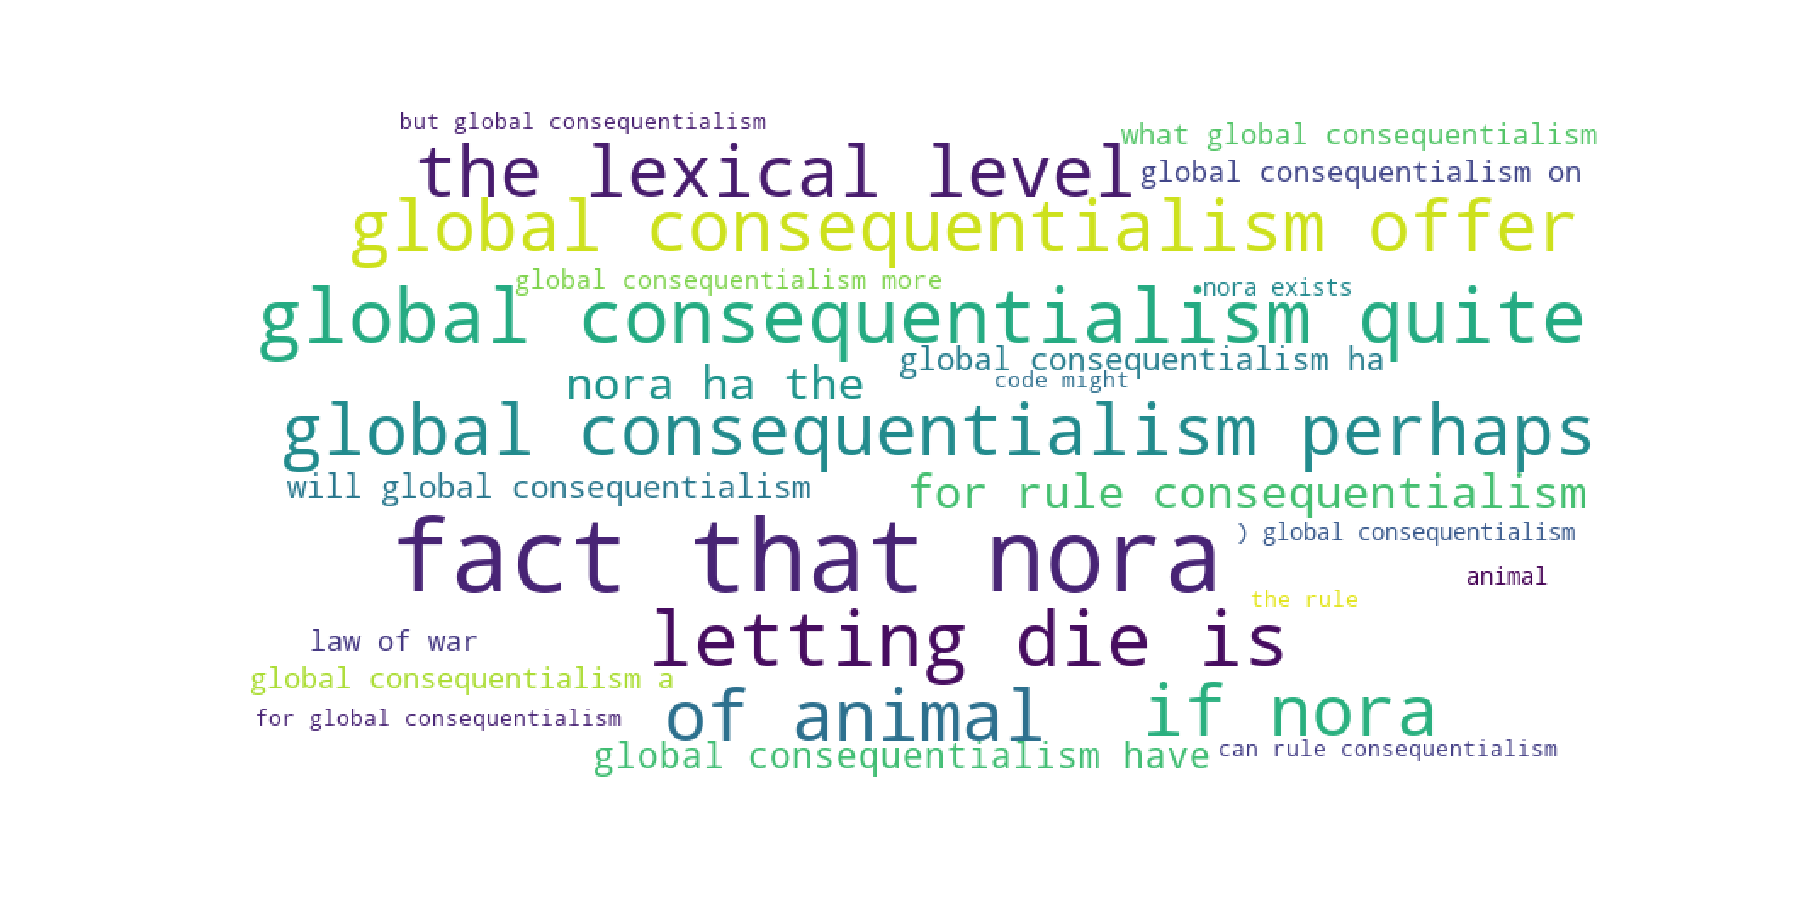 but global consequentialism
what global consequentialism
the lexical level
global consequentialism on
global consequentialism offer
global consequentialism more
nora exists
global consequentialism quite
global consequentialism ha
nora ha the
code might
global consequentialism perhaps
will global consequentialism
for rule consequentialism
fact that nora
) global consequentialism
animal
the rule
law of war
letting die is
global consequentialism a
for global consequentialism
of animal
if nora
global consequentialism have
can rule consequentialism